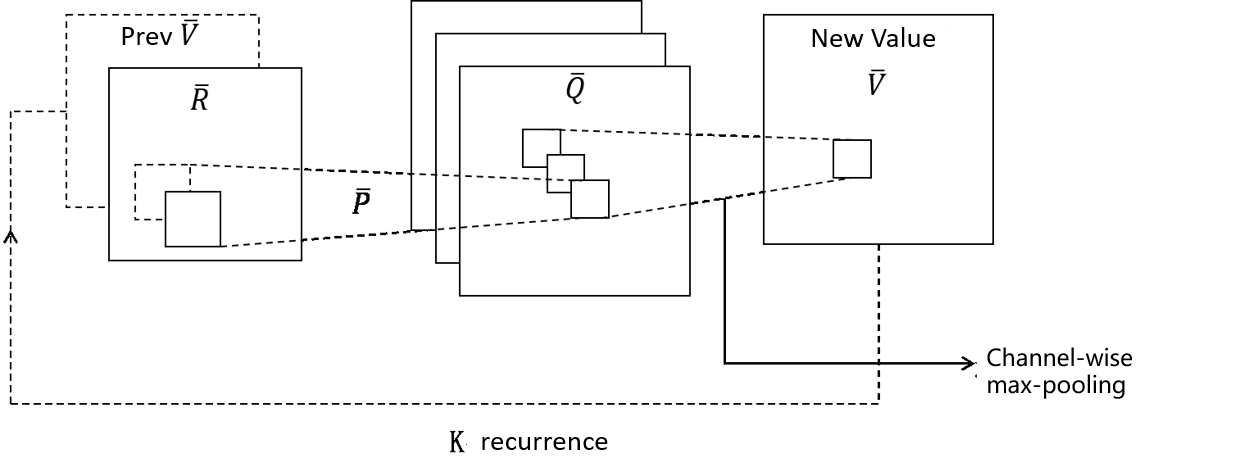 Prev V̄
R̄
P̄
Q̄
New Value
V̄
Channel-wise
max-pooling
K recurrence